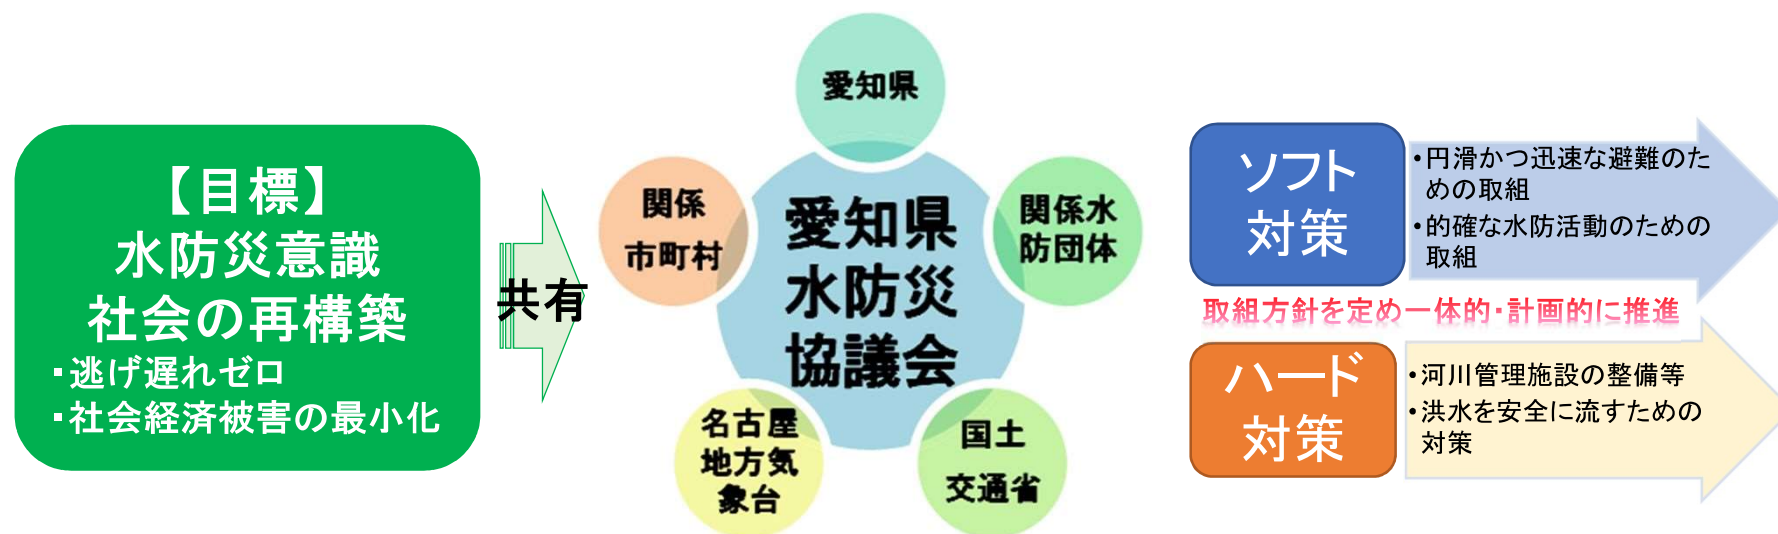 【目標】
水防災意識
社会の再構築
・逃げ遅れゼロ
・社会経済被害の最小化
共有
愛知県
関係
市町村
愛知県
水防災
協議会
関係水
防団体
名古屋
地方気
象台
国土
交通省
ソフト
対策
•円滑かつ迅速な避難のた
めの取組
•的確な水防活動のための
取組
取組方針を定め一体的・計画的に推進
ハード
対策
•河川管理施設の整備等
•洪水を安全に流すための
対策